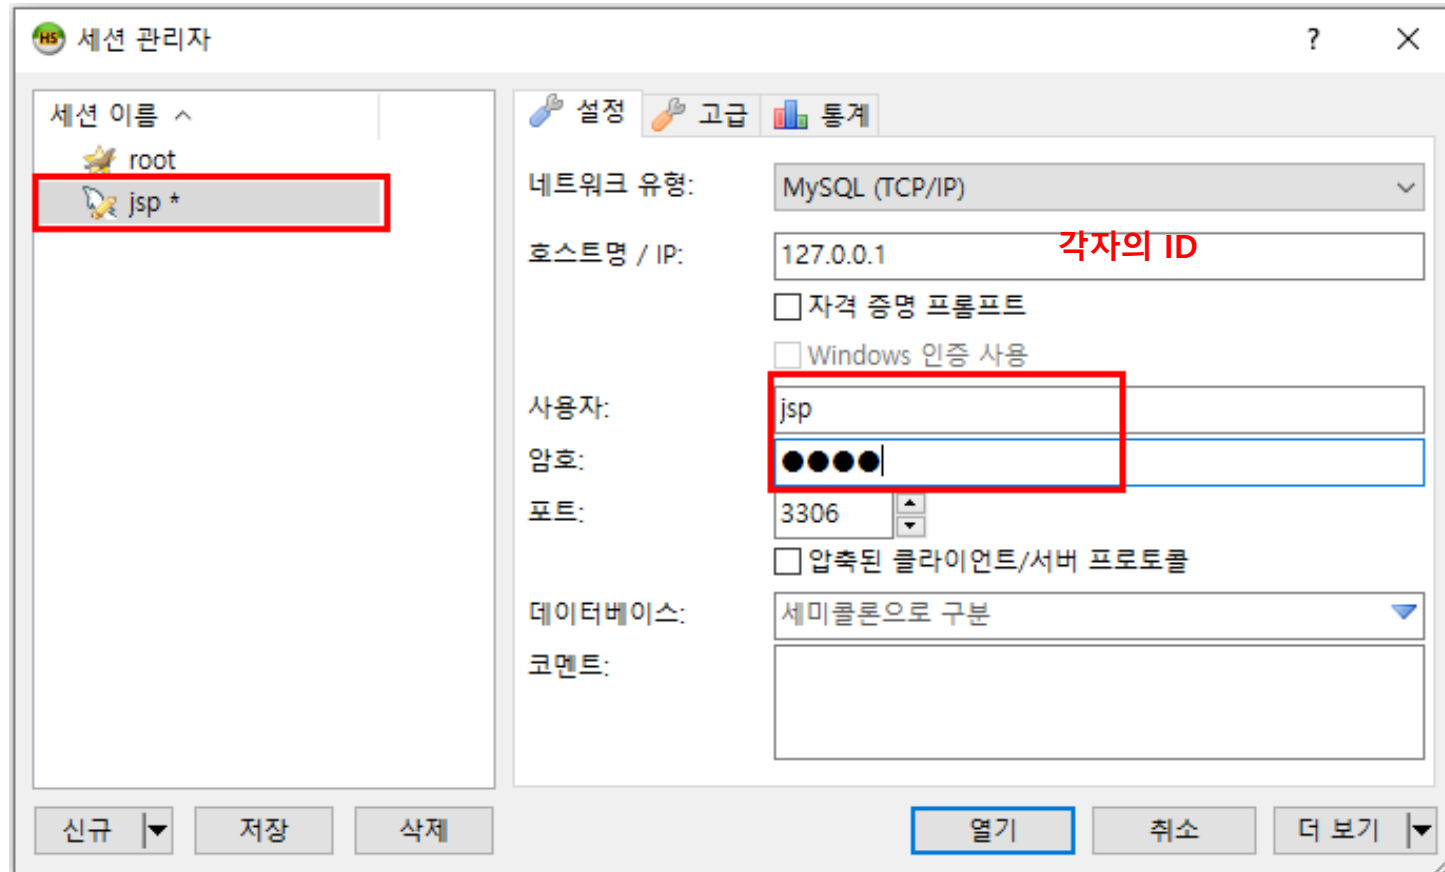 HS 세션 관리자 ?
세션 이름
root
jsp *
설정 고급 통계
네트워크 유형: MySQL (TCP/IP)
호스트명 / IP: 127.0.0.1 각자의 ID
자격 증명 프롬프트
Windows 인증 사용
사용자: jsp
암호: ●●●●
포트: 3306
압축된 클라이언트/서버 프로토콜
데이터베이스: 세미콜론으로 구분
코멘트:
신규 저장 삭제 열기 취소 더 보기